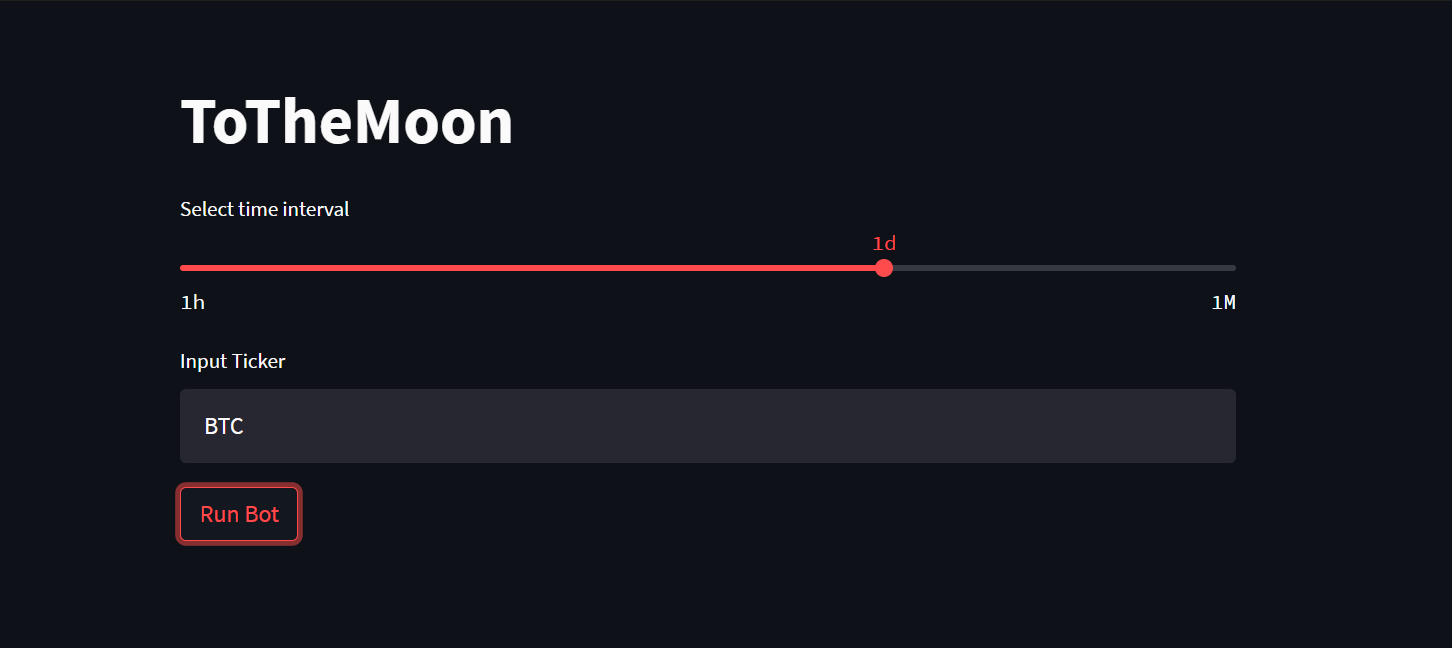 ToTheMoon
Select time interval
1d
1h 1M
Input Ticker
BTC
Run Bot